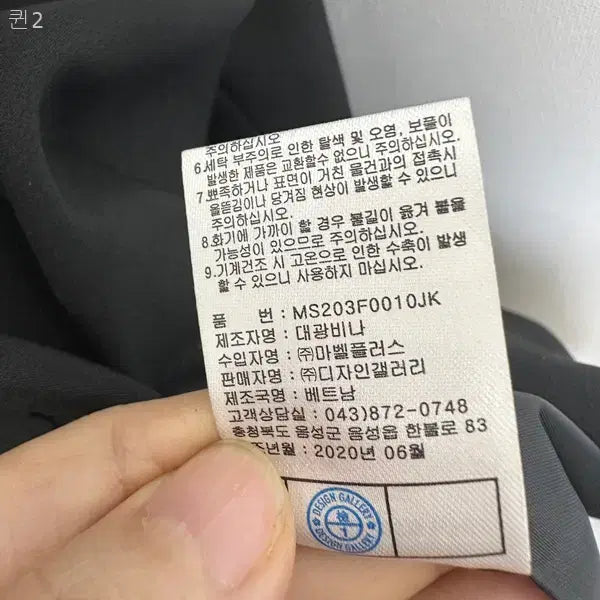 퀸2
주의하십시오
6.세탁 부주의로 인한 탈색 및 오염, 보풀이
발생한 제품은 교환할수 없으니 주의하십시오.
7.뾰족하거나 표면이 거친 물건과의 접촉시
올뜯김이나 당겨짐 현상이 발생할 수 있으니
주의하십시오.
8.화기에 가까이 할 경우 불길이 옮겨 붙을
가능성이 있으므로 주의하십시오.
9.기계건조 시 고온으로 인한 수축이 발생
할 수 있으니 사용하지 마십시오.
품 번 : MS203F0010JK
제조자명 : 대광비나
수입자명 : ㈜마벨플러스
판매자명 : ㈜디자인갤러리
제조국명 : 베트남
고객상담실 : 043)872-0748
충청북도 음성군 음성읍 한불로 83
조년월 : 2020년 06월
DESIGN GALLERY
檢
1
DESIGN GALLERY